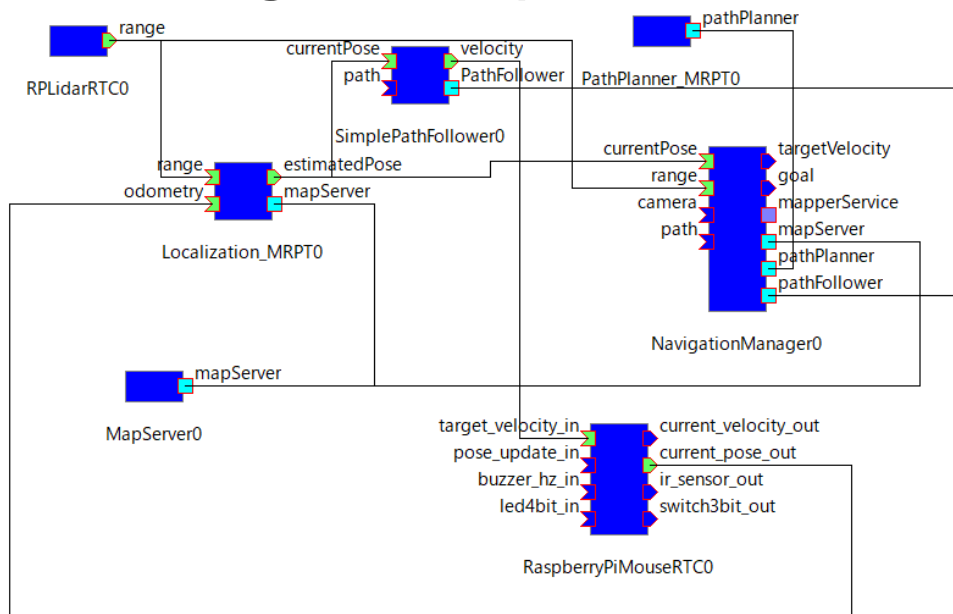 range
RPLidarRTC0
currentPose
path
velocity
PathFollower
SimplePathFollower0
pathPlanner
PathPlanner_MRPT0
range
odometry
estimatedPose
mapServer
Localization_MRPT0
currentPose
range
camera
path
targetVelocity
goal
mapperService
mapServer
pathPlanner
pathFollower
NavigationManager0
mapServer
MapServer0
target_velocity_in
pose_update_in
buzzer_hz_in
led4bit_in
current_velocity_out
current_pose_out
ir_sensor_out
switch3bit_out
RaspberryPiMouseRTC0